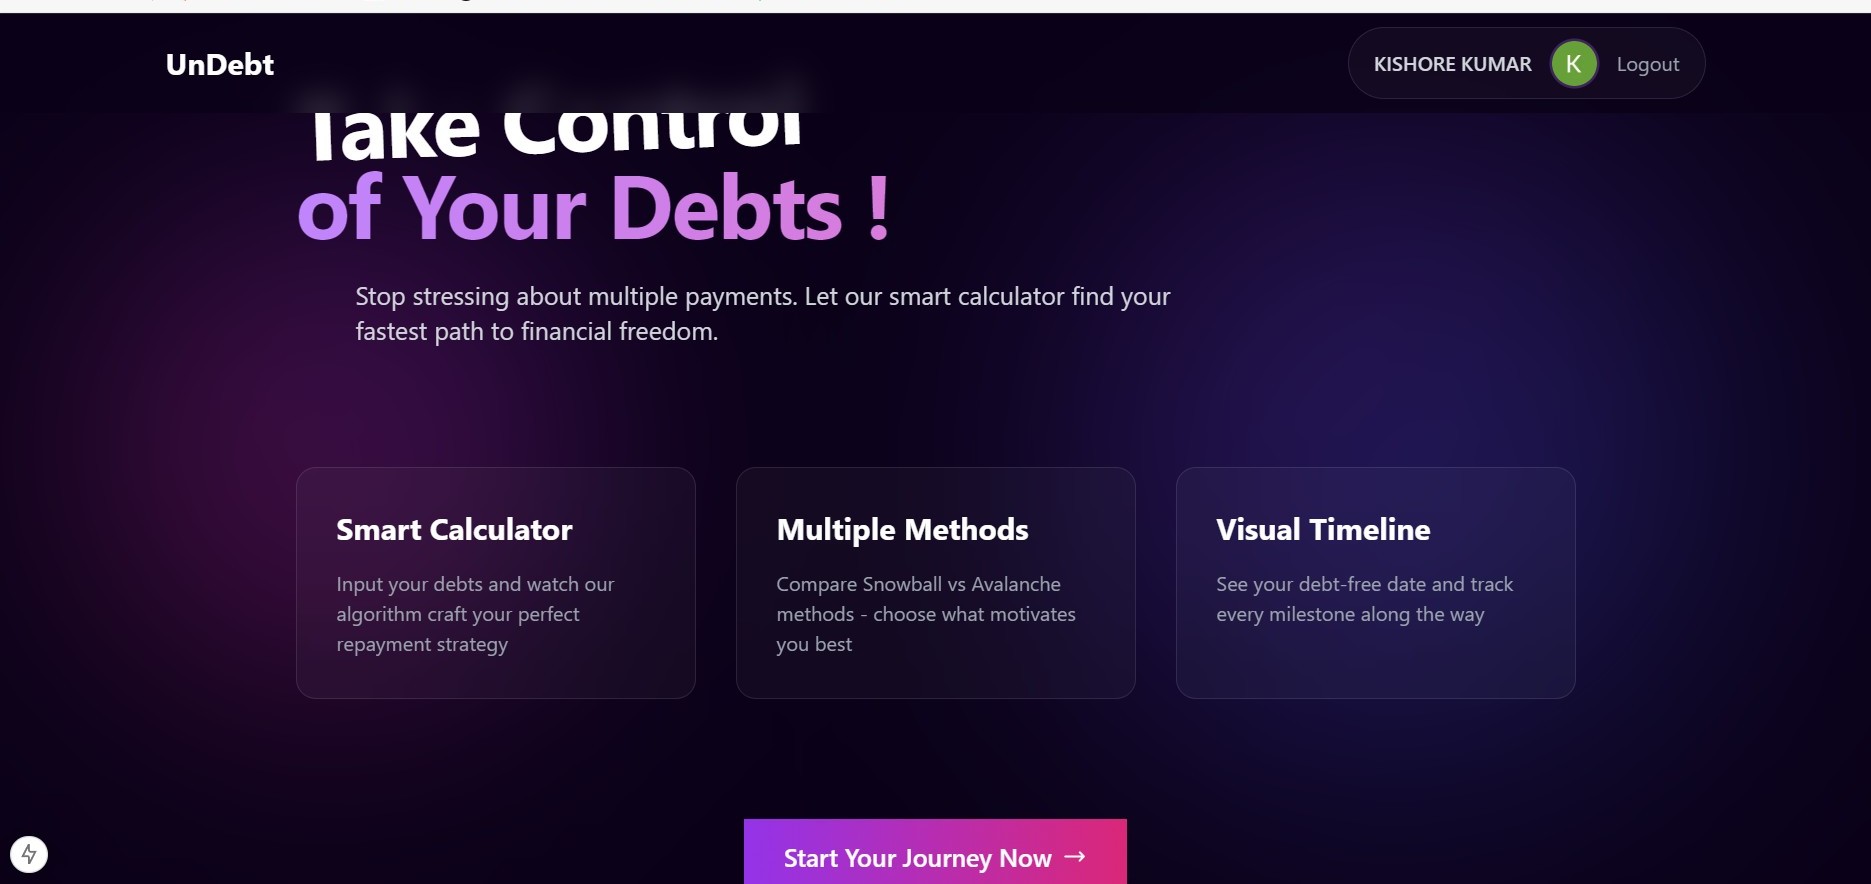 UnDebt
KISHORE KUMAR
K
Logout
Take Control
of Your Debts !
Stop stressing about multiple payments. Let our smart calculator find your
fastest path to financial freedom.
Smart Calculator
Input your debts and watch our
algorithm craft your perfect
repayment strategy
Multiple Methods
Compare Snowball vs Avalanche
methods - choose what motivates
you best
Visual Timeline
See your debt-free date and track
every milestone along the way
Start Your Journey Now →